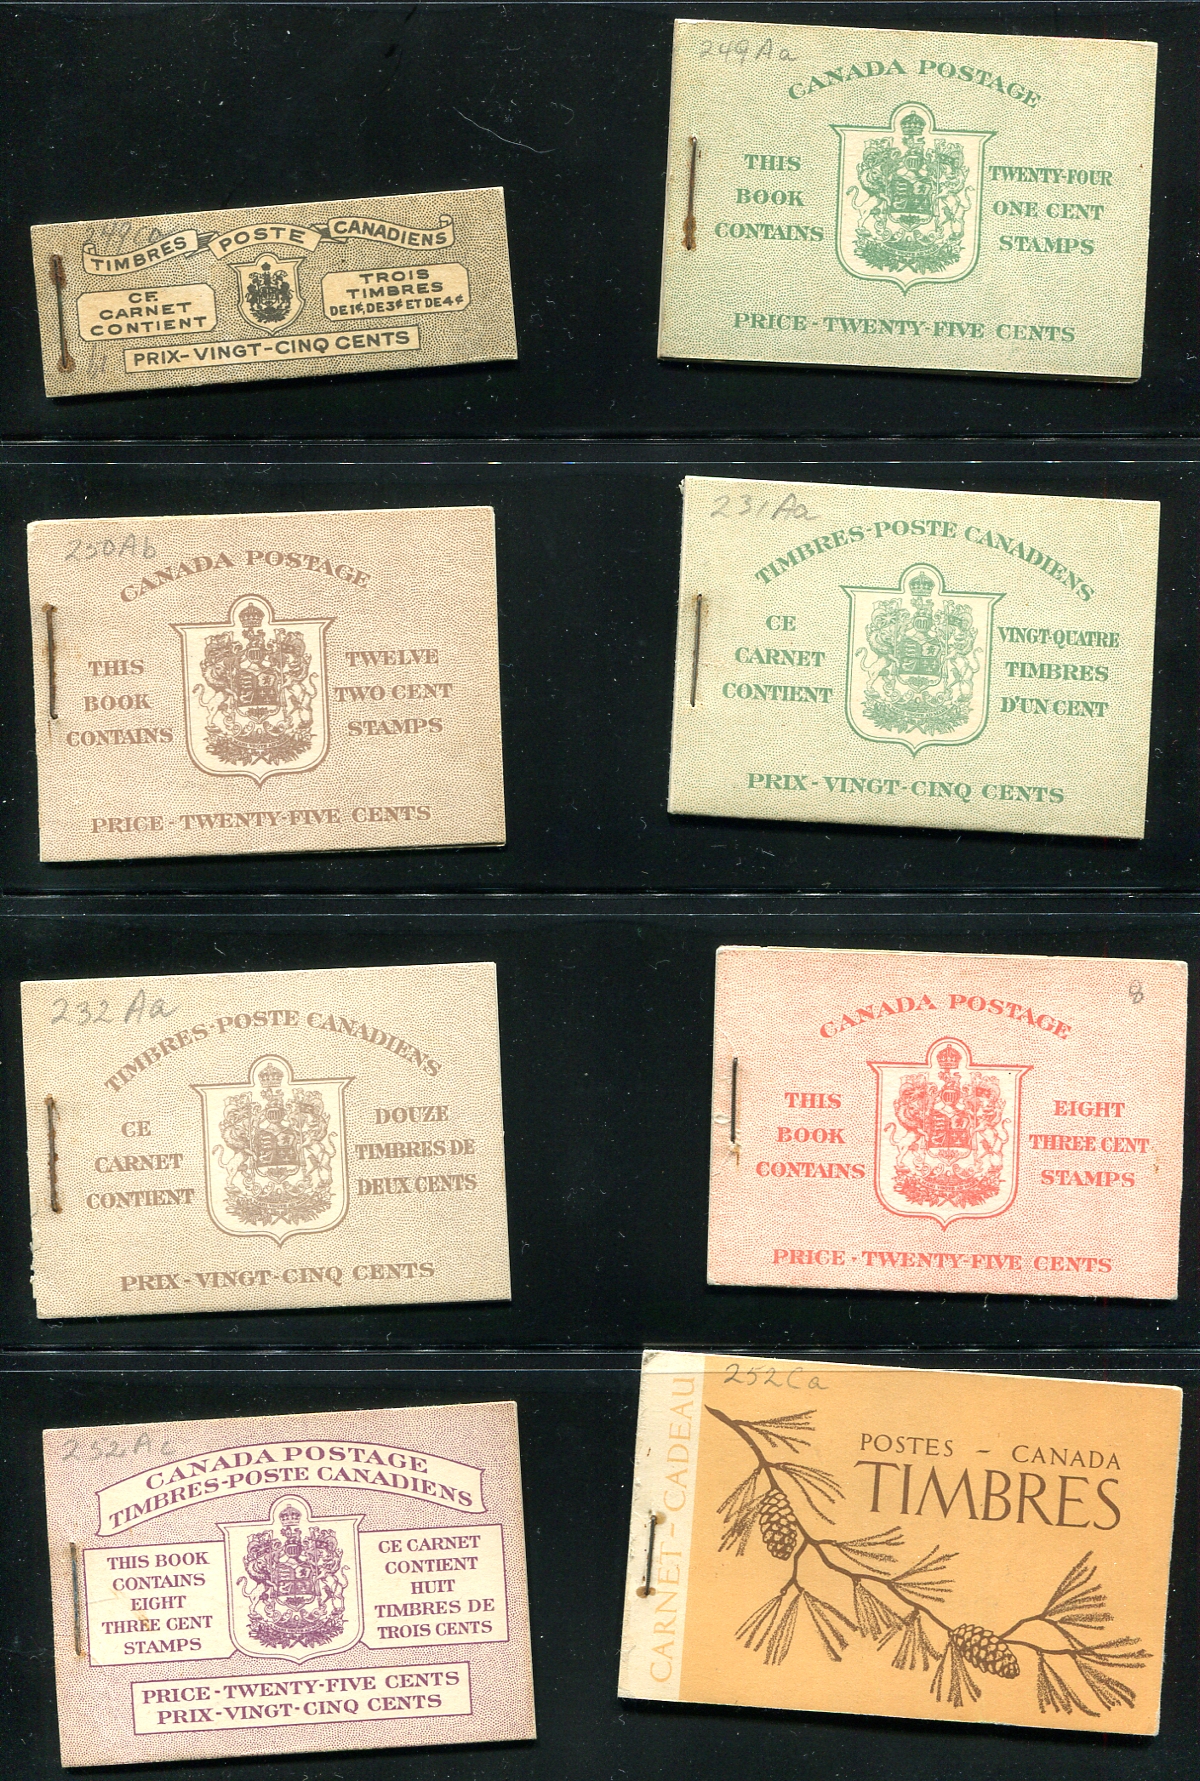 249Ca
TIMBRES POSTE CANADIENS
CE
CARNET
CONTIENT
TROIS
TIMBRES
DE 1¢, DE 3¢ ET DE 4¢
PRIX-VINGT-CINQ CENTS
249Aa
CANADA POSTAGE
THIS
BOOK
CONTAINS
TWENTY-FOUR
ONE CENT
STAMPS
PRICE-TWENTY-FIVE CENTS
250Ab
CANADA POSTAGE
THIS
BOOK
CONTAINS
TWELVE
TWO CENT
STAMPS
PRICE-TWENTY-FIVE CENTS
231Aa
TIMBRES-POSTE CANADIENS
CE
CARNET
CONTIENT
VINGT-QUATRE
TIMBRES
D'UN CENT
PRIX-VINGT-CINQ CENTS
232Aa
TIMBRES-POSTE CANADIENS
CE
CARNET
CONTIENT
DOUZE
TIMBRES DE
DEUX CENTS
PRIX-VINGT-CINQ CENTS
8
CANADA POSTAGE
THIS
BOOK
CONTAINS
EIGHT
THREE CENT
STAMPS
PRICE-TWENTY-FIVE CENTS
252Ac
CANADA POSTAGE
TIMBRES-POSTE CANADIENS
THIS BOOK
CONTAINS
EIGHT
THREE CENT
STAMPS
CE CARNET
CONTIENT
HUIT
TIMBRES DE
TROIS CENTS
PRICE-TWENTY-FIVE CENTS
PRIX-VINGT-CINQ CENTS
252Ca
CARNET-CADEAU
POSTES - CANADA
TIMBRES